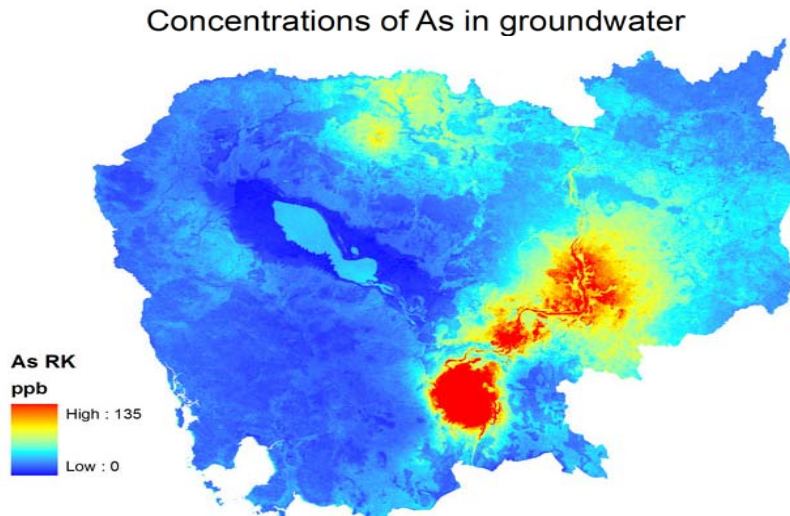 Concentrations of As in groundwater
As RK
ppb
High : 135
Low : 0